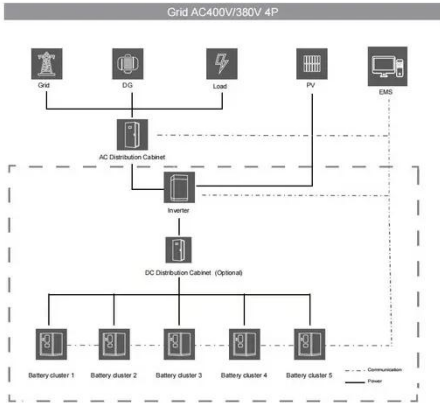 Grid AC400V/380V 4P
Grid DG Load PV EMS
AC Distribution Cabinet
Inverter
DC Distribution Cabinet (Optional)
Battery cluster 1 Battery cluster 2 Battery cluster 3 Battery cluster 4 Battery cluster 5
Communication
Power